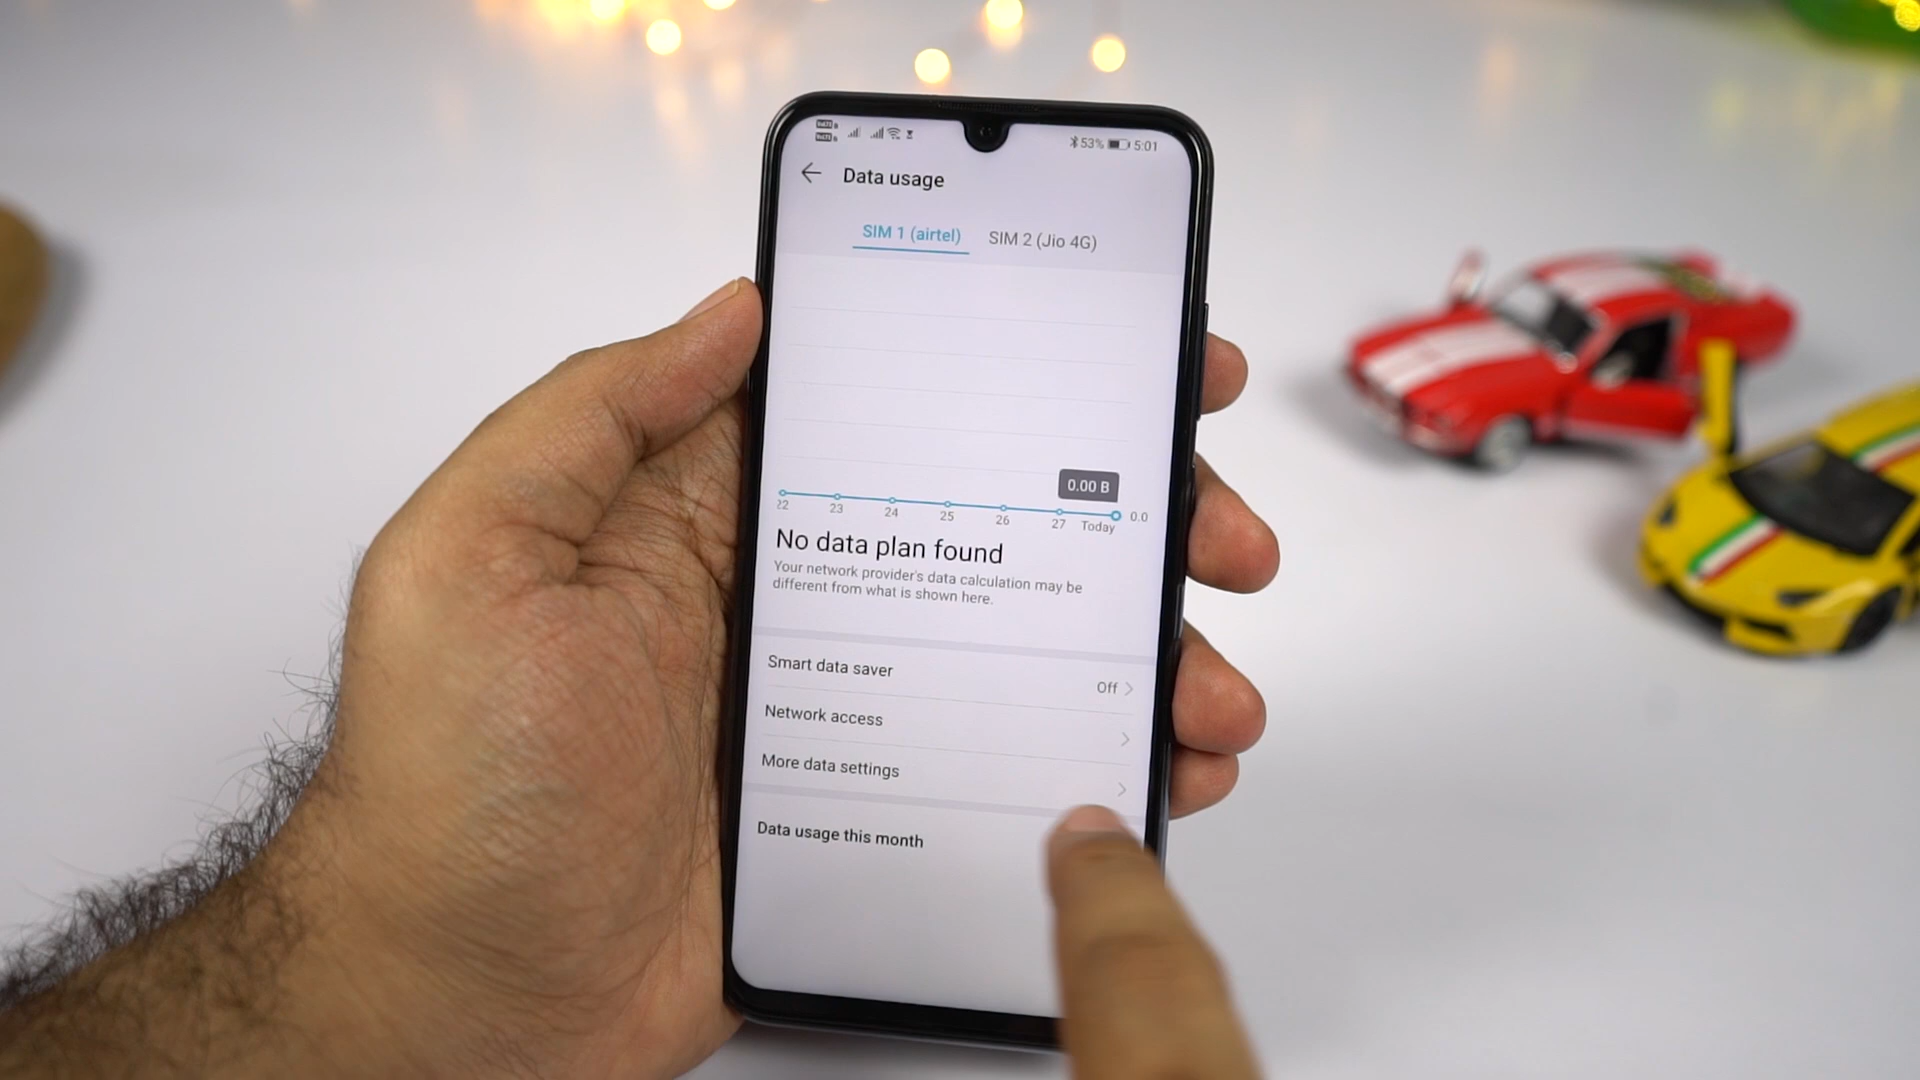 53% 5:01
Data usage
SIM 1 (airtel) SIM 2 (Jio 4G)
0.00 B
22 23 24 25 26 27 Today 0.0
No data plan found
Your network provider's data calculation may be
different from what is shown here.
Smart data saver Off
Network access
More data settings
Data usage this month